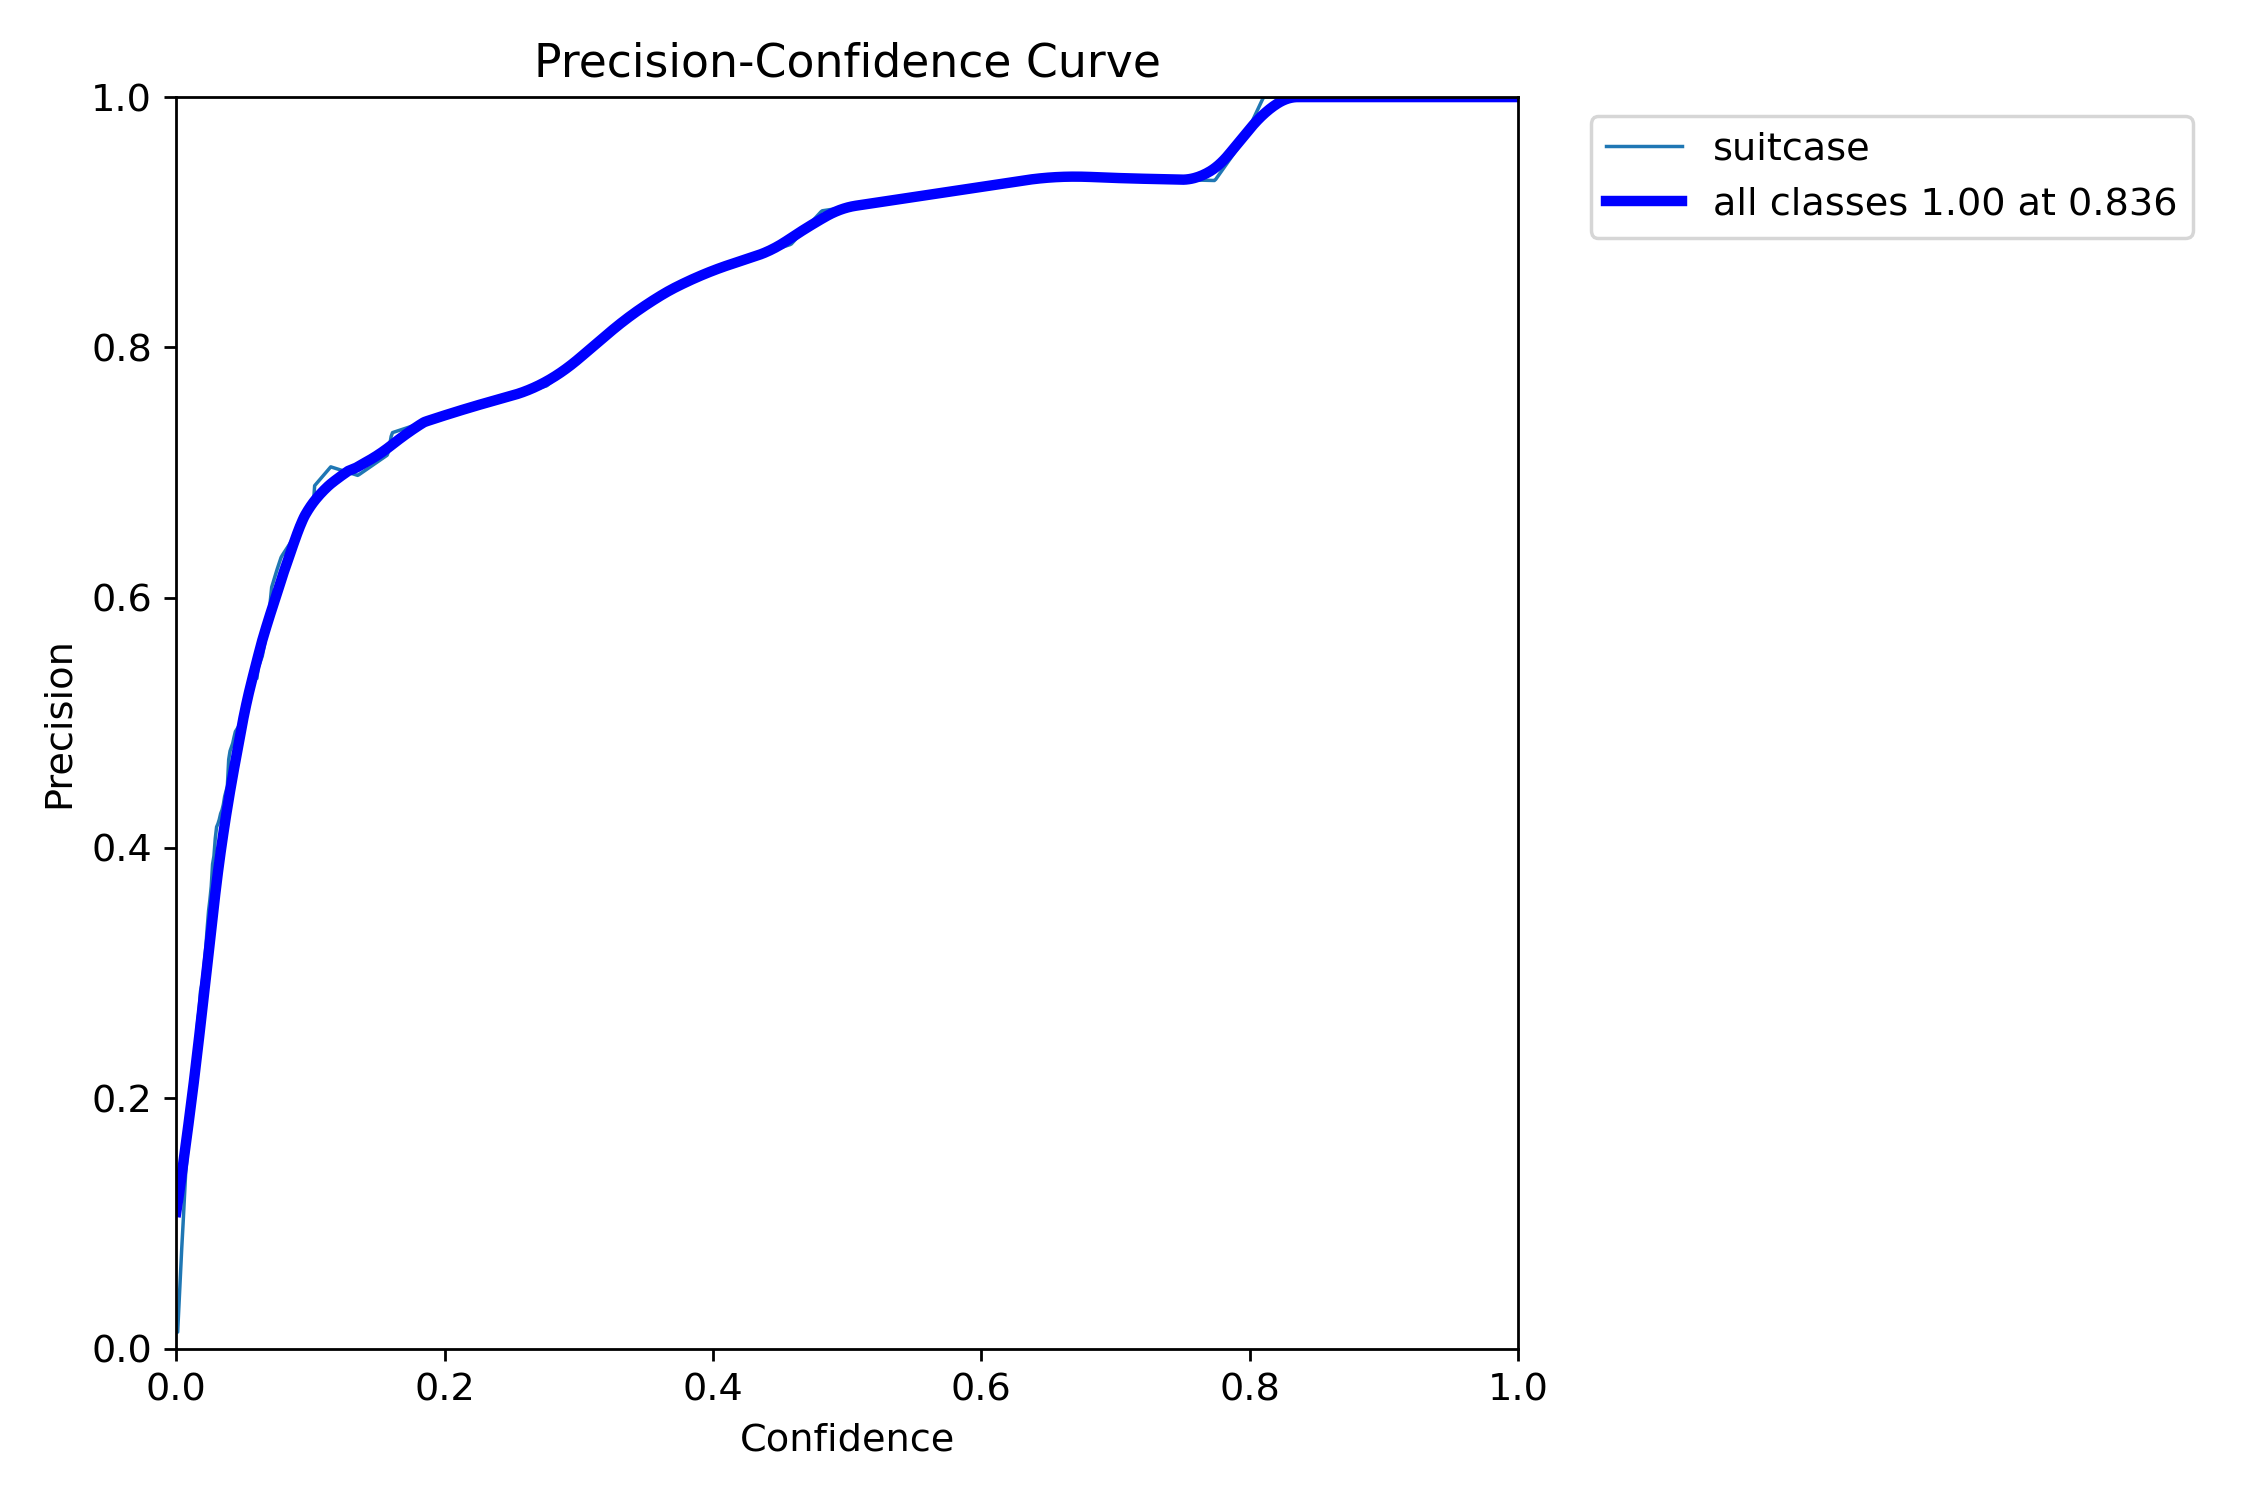 Precision-Confidence Curve
1.0
0.8
0.6
0.4
0.2
0.0
Precision
0.0 0.2 0.4 0.6 0.8 1.0
Confidence
suitcase
all classes 1.00 at 0.836